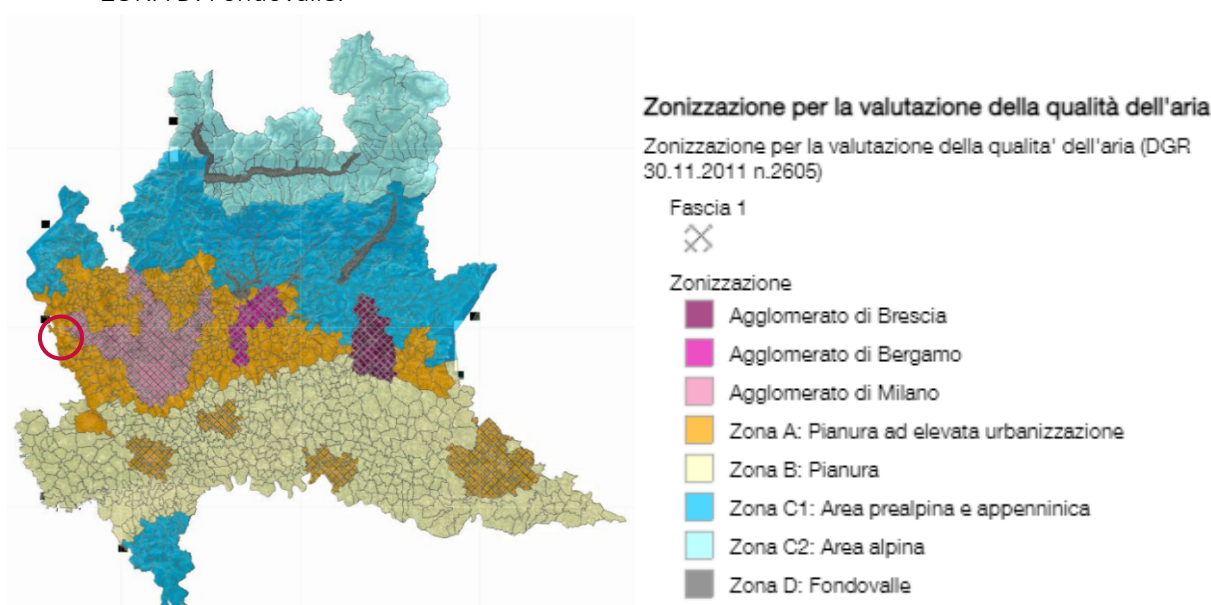 ZONA D: Fondovalle.
Zonizzazione per la valutazione della qualità dell'aria
Zonizzazione per la valutazione della qualita' dell'aria (DGR
30.11.2011 n.2605)
Fascia 1
Zonizzazione
Agglomerato di Brescia
Agglomerato di Bergamo
Agglomerato di Milano
Zona A: Pianura ad elevata urbanizzazione
Zona B: Pianura
Zona C1: Area prealpina e appenninica
Zona C2: Area alpina
Zona D: Fondovalle